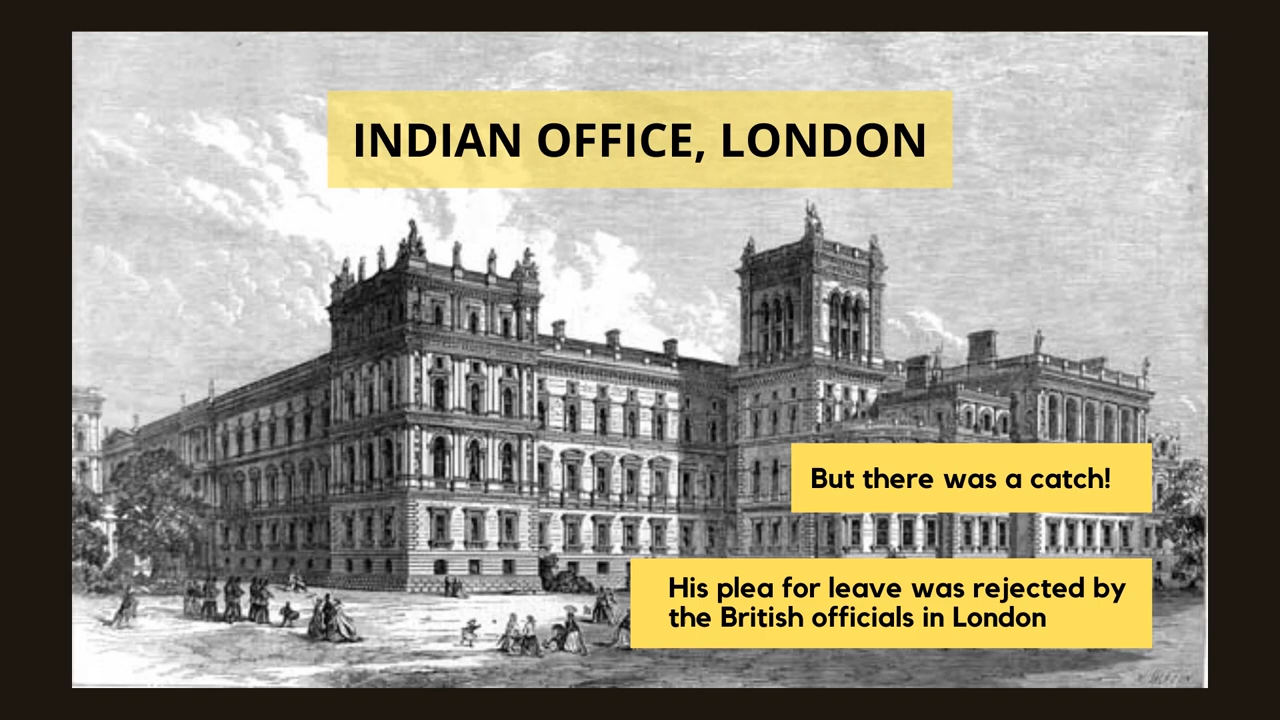 INDIAN OFFICE, LONDON
But there was a catch!
His plea for leave was rejected by
the British officials in London